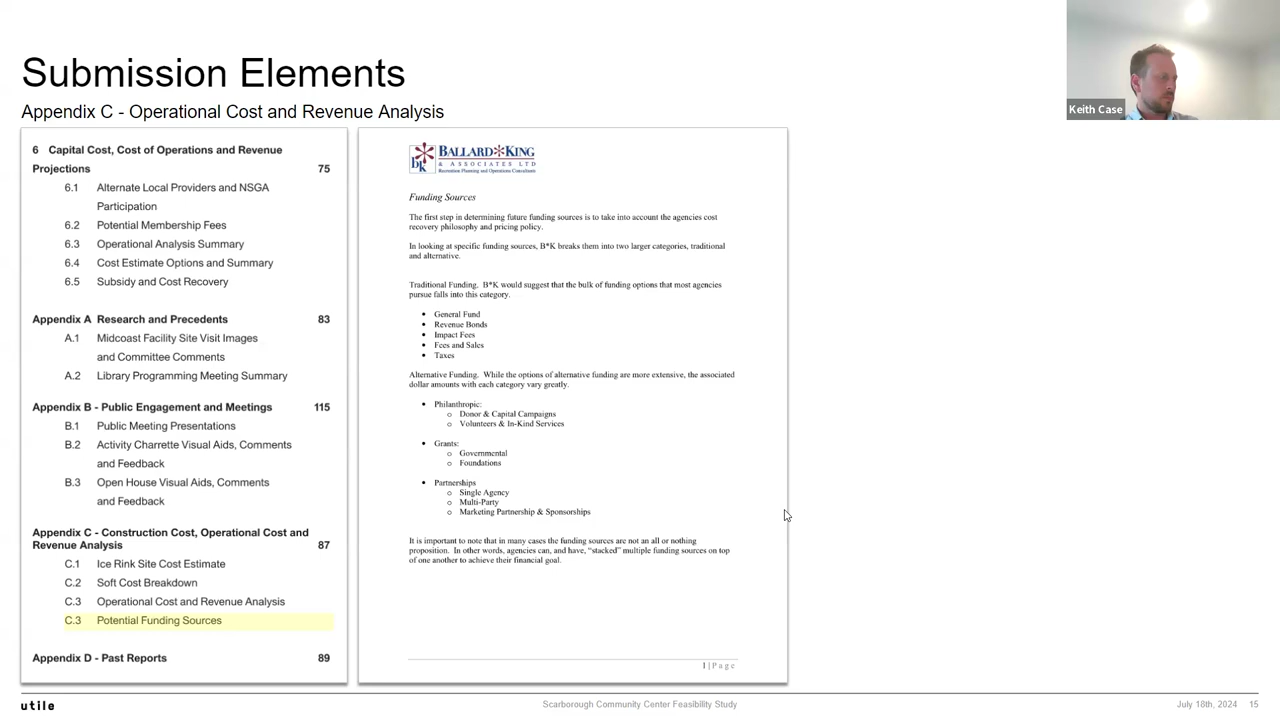 Submission Elements
Appendix C - Operational Cost and Revenue Analysis
Keith Case
6 Capital Cost, Cost of Operations and Revenue
Projections 75
6.1 Alternate Local Providers and NSGA
Participation
6.2 Potential Membership Fees
6.3 Operational Analysis Summary
6.4 Cost Estimate Options and Summary
6.5 Subsidy and Cost Recovery
Appendix A Research and Precedents 83
A.1 Midcoast Facility Site Visit Images
and Committee Comments
A.2 Library Programming Meeting Summary
Appendix B - Public Engagement and Meetings 115
B.1 Public Meeting Presentations
B.2 Activity Charrette Visual Aids, Comments
and Feedback
B.3 Open House Visual Aids, Comments
and Feedback
Appendix C - Construction Cost, Operational Cost and
Revenue Analysis 87
C.1 Ice Rink Site Cost Estimate
C.2 Soft Cost Breakdown
C.3 Operational Cost and Revenue Analysis
C.3 Potential Funding Sources
Appendix D - Past Reports 89
bk
BALLARD*KING
& ASSOCIATES LTD
Recreation Planning and Operations Consultants
Funding Sources
The first step in determining future funding sources is to take into account the agencies cost
recovery philosophy and pricing policy.
In looking at specific funding sources, B*K breaks them into two larger categories, traditional
and alternative.
Traditional Funding. B*K would suggest that the bulk of funding options that most agencies
pursue falls into this category.
• General Fund
• Revenue Bonds
• Impact Fees
• Fees and Sales
• Taxes
Alternative Funding. While the options of alternative funding are more extensive, the associated
dollar amounts with each category vary greatly.
• Philanthropic:
o Donor & Capital Campaigns
o Volunteers & In-Kind Services
• Grants:
o Governmental
o Foundations
• Partnerships
o Single Agency
o Multi-Party
o Marketing Partnership & Sponsorships
It is important to note that in many cases the funding sources are not an all or nothing
proposition. In other words, agencies can, and have, “stacked” multiple funding sources on top
of one another to achieve their financial goal.
1 | Page
utile
Scarborough Community Center Feasibility Study
July 18th, 2024 15